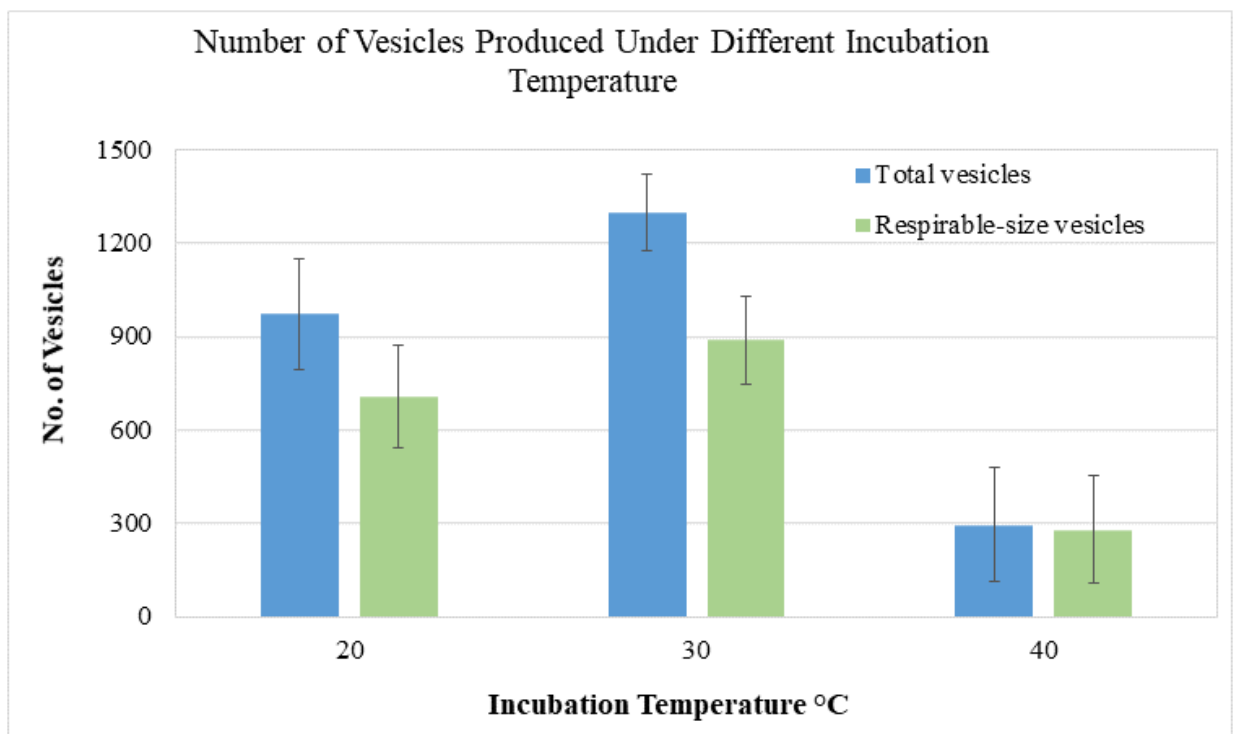 Number of Vesicles Produced Under Different Incubation
Temperature
1500
1200
900
600
300
0
No. of Vesicles
Total vesicles
Respirable-size vesicles
20
30
40
Incubation Temperature °C